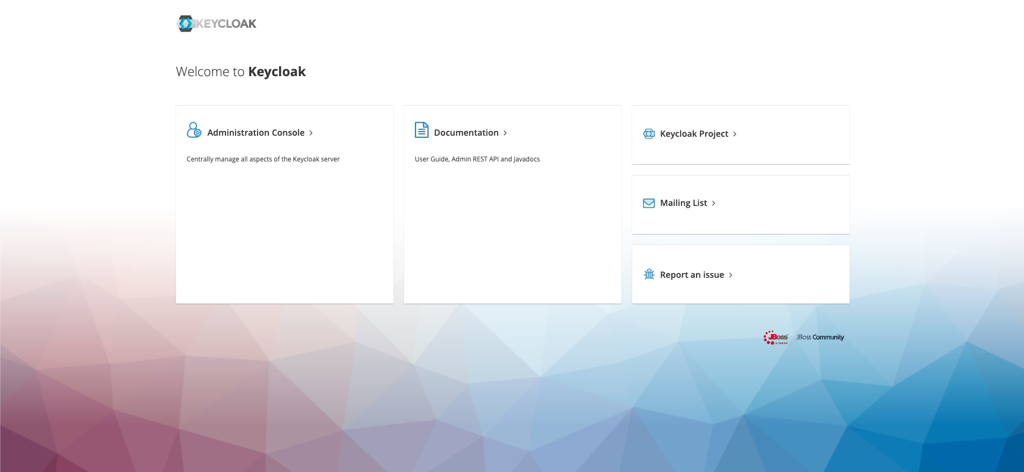 KEYCLOAK
Welcome to Keycloak
Administration Console
Centrally manage all aspects of the Keycloak server
Documentation
User Guide, Admin REST API and Javadocs
Keycloak Project
Mailing List
Report an issue
JBoss
JBoss Community